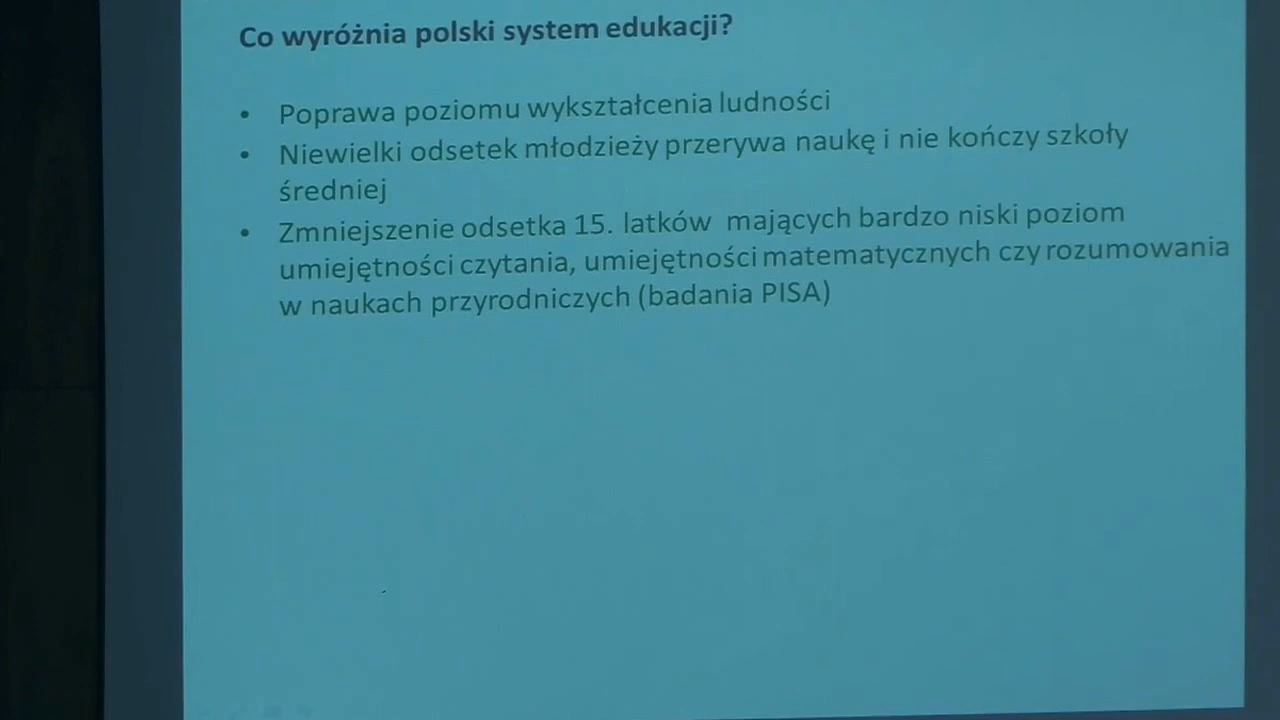 Co wyróżnia polski system edukacji?
• Poprawa poziomu wykształcenia ludności
• Niewielki odsetek młodzieży przerywa naukę i nie kończy szkoły
średniej
• Zmniejszenie odsetka 15. latków mających bardzo niski poziom
umiejętności czytania, umiejętności matematycznych czy rozumowania
w naukach przyrodniczych (badania PISA)